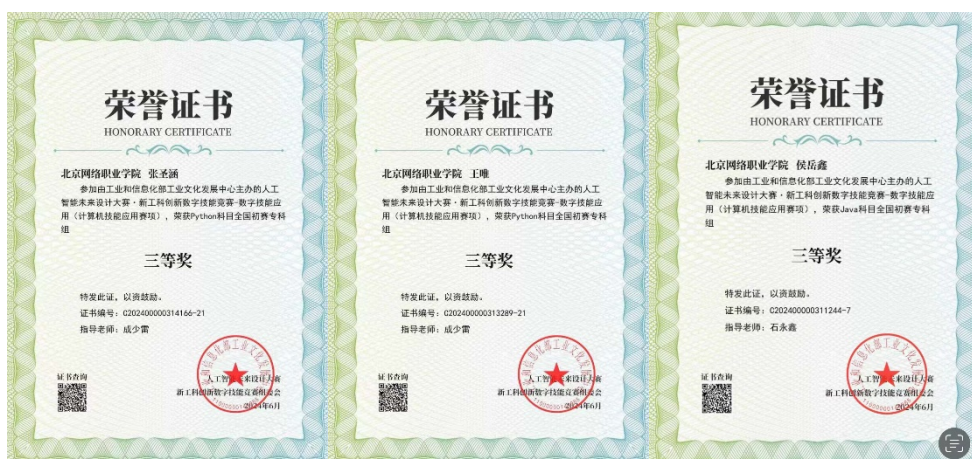 荣誉证书
HONORARY CERTIFICATE
北京网络职业学院 张圣涵
参加由工业和信息化部工业文化发展中心主办的人工
智能未来设计大赛·新工科创新数字技能竞赛-数字技能应
用（计算机技能应用赛项），荣获Python科目全国初赛专科
组
三等奖
特发此证，以资鼓励。
证书编号：G202400000314166-21
指导老师：成少雷
证书查询
人工智能未来设计大赛
新工科创新数字技能竞赛组委会
2024年6月
荣誉证书
HONORARY CERTIFICATE
北京网络职业学院 王唯
参加由工业和信息化部工业文化发展中心主办的人工
智能未来设计大赛·新工科创新数字技能竞赛-数字技能应
用（计算机技能应用赛项），荣获Python科目全国初赛专科
组
三等奖
特发此证，以资鼓励。
证书编号：G202400000313289-21
指导老师：成少雷
证书查询
人工智能未来设计大赛
新工科创新数字技能竞赛组委会
2024年6月
荣誉证书
HONORARY CERTIFICATE
北京网络职业学院 侯岳鑫
参加由工业和信息化部工业文化发展中心主办的人工
智能未来设计大赛·新工科创新数字技能竞赛-数字技能应
用（计算机技能应用赛项），荣获Java科目全国初赛专科
组
三等奖
特发此证，以资鼓励。
证书编号：G202400000311244-7
指导老师：石永鑫
证书查询
人工智能未来设计大赛
新工科创新数字技能竞赛组委会
2024年6月